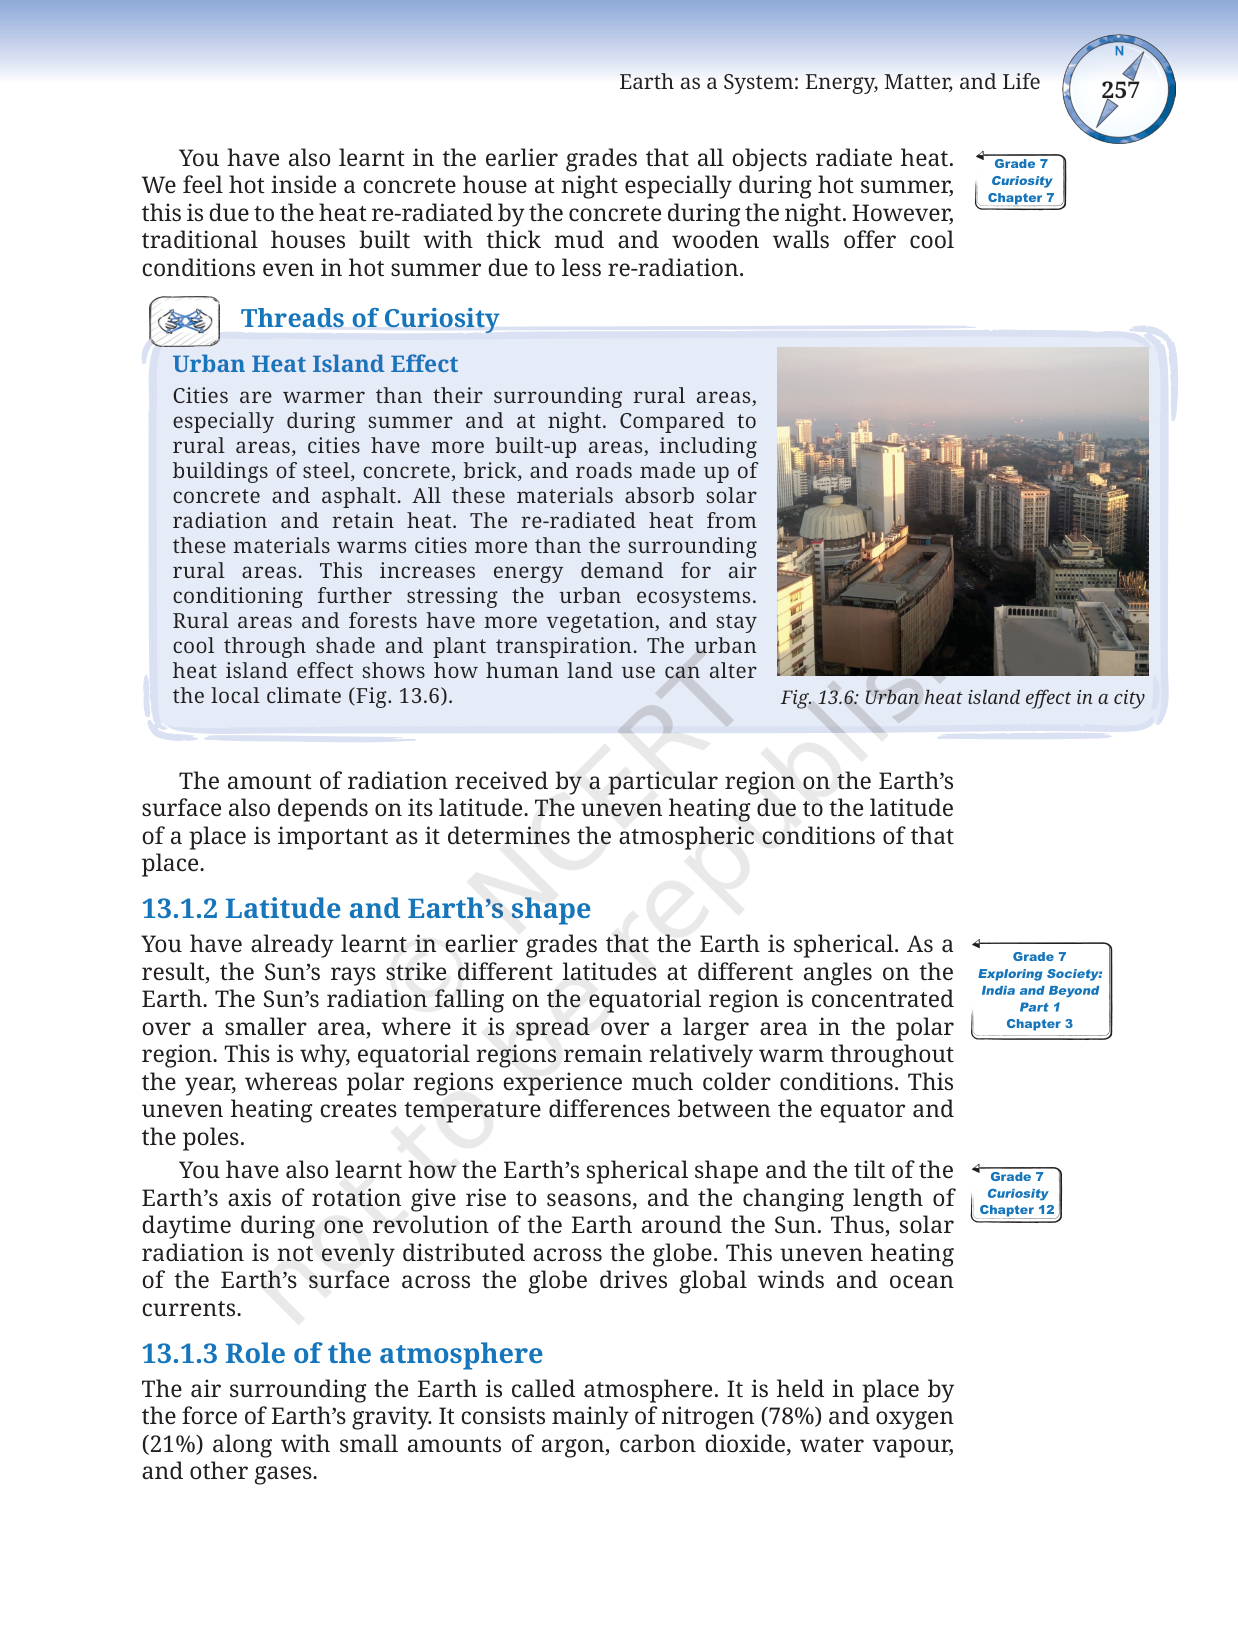 Earth as a System: Energy, Matter, and Life
N
257
You have also learnt in the earlier grades that all objects radiate heat.
We feel hot inside a concrete house at night especially during hot summer,
this is due to the heat re-radiated by the concrete during the night. However,
traditional houses built with thick mud and wooden walls offer cool
conditions even in hot summer due to less re-radiation.
Grade 7
Curiosity
Chapter 7
Threads of Curiosity
Urban Heat Island Effect
Cities are warmer than their surrounding rural areas,
especially during summer and at night. Compared to
rural areas, cities have more built-up areas, including
buildings of steel, concrete, brick, and roads made up of
concrete and asphalt. All these materials absorb solar
radiation and retain heat. The re-radiated heat from
these materials warms cities more than the surrounding
rural areas. This increases energy demand for air
conditioning further stressing the urban ecosystems.
Rural areas and forests have more vegetation, and stay
cool through shade and plant transpiration. The urban
heat island effect shows how human land use can alter
the local climate (Fig. 13.6).
Fig. 13.6: Urban heat island effect in a city
The amount of radiation received by a particular region on the Earth’s
surface also depends on its latitude. The uneven heating due to the latitude
of a place is important as it determines the atmospheric conditions of that
place.
13.1.2 Latitude and Earth’s shape
You have already learnt in earlier grades that the Earth is spherical. As a
result, the Sun’s rays strike different latitudes at different angles on the
Earth. The Sun’s radiation falling on the equatorial region is concentrated
over a smaller area, where it is spread over a larger area in the polar
region. This is why, equatorial regions remain relatively warm throughout
the year, whereas polar regions experience much colder conditions. This
uneven heating creates temperature differences between the equator and
the poles.
Grade 7
Exploring Society:
India and Beyond
Part 1
Chapter 3
You have also learnt how the Earth’s spherical shape and the tilt of the
Earth’s axis of rotation give rise to seasons, and the changing length of
daytime during one revolution of the Earth around the Sun. Thus, solar
radiation is not evenly distributed across the globe. This uneven heating
of the Earth’s surface across the globe drives global winds and ocean
currents.
Grade 7
Curiosity
Chapter 12
13.1.3 Role of the atmosphere
The air surrounding the Earth is called atmosphere. It is held in place by
the force of Earth’s gravity. It consists mainly of nitrogen (78%) and oxygen
(21%) along with small amounts of argon, carbon dioxide, water vapour,
and other gases.
© NCERT
not to be republis